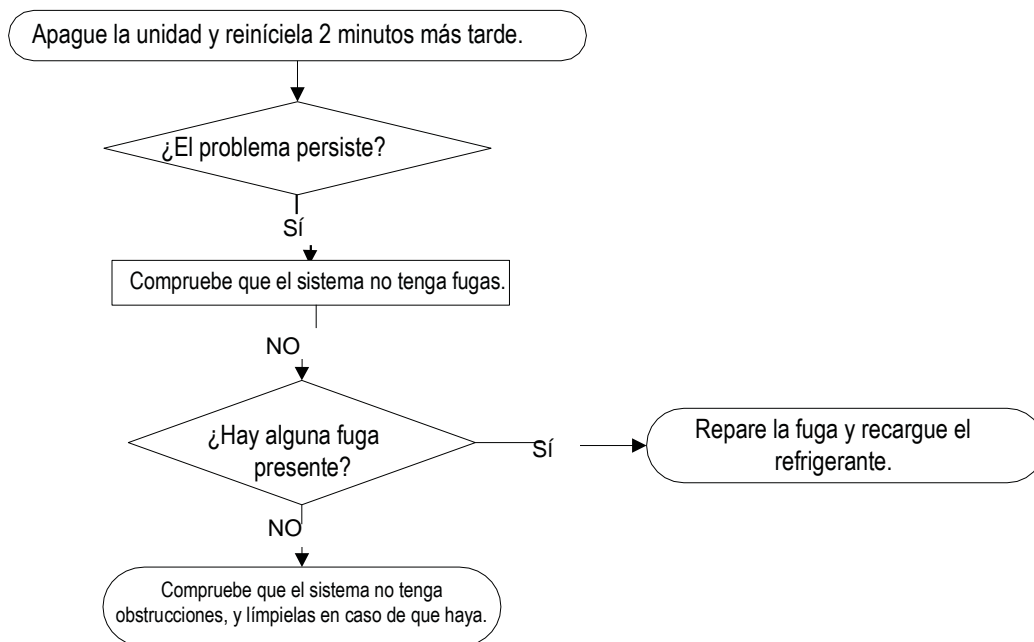 Apague la unidad y reiníciela 2 minutos más tarde.
¿El problema persiste?
SÍ
Compruebe que el sistema no tenga fugas.
NO
¿Hay alguna fuga
presente?
SÍ
Repare la fuga y recargue el
refrigerante.
NO
Compruebe que el sistema no tenga
obstrucciones, y límpielas en caso de que haya.